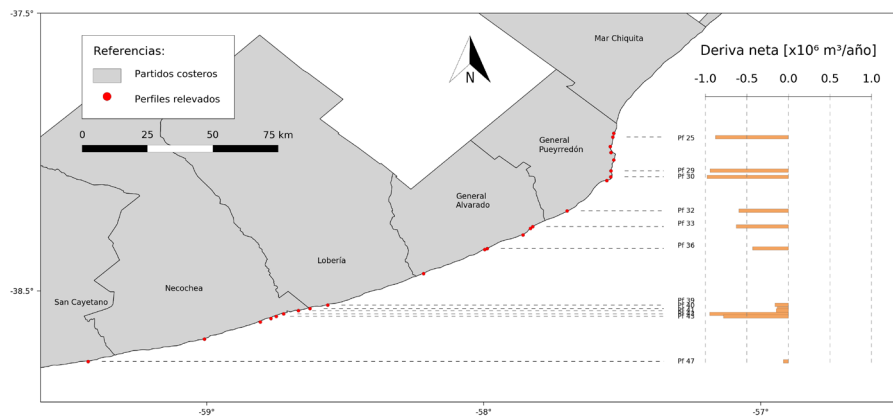 -37.5°
Mar Chiquita
Referencias:
Partidos costeros
Perfiles relevados
N
0 25 50 75 km
Deriva neta [x10⁶ m³/año]
-1.0 -0.5 0.0 0.5 1.0
General
Pueyrredón
Pf 25
Pf 29
Pf 30
General
Alvarado
Pf 32
Pf 33
Pf 36
Lobería
Necochea
San Cayetano
-38.5°
Pf 39
Pf 40
Pf 43
Pf 47
-59° -58° -57°